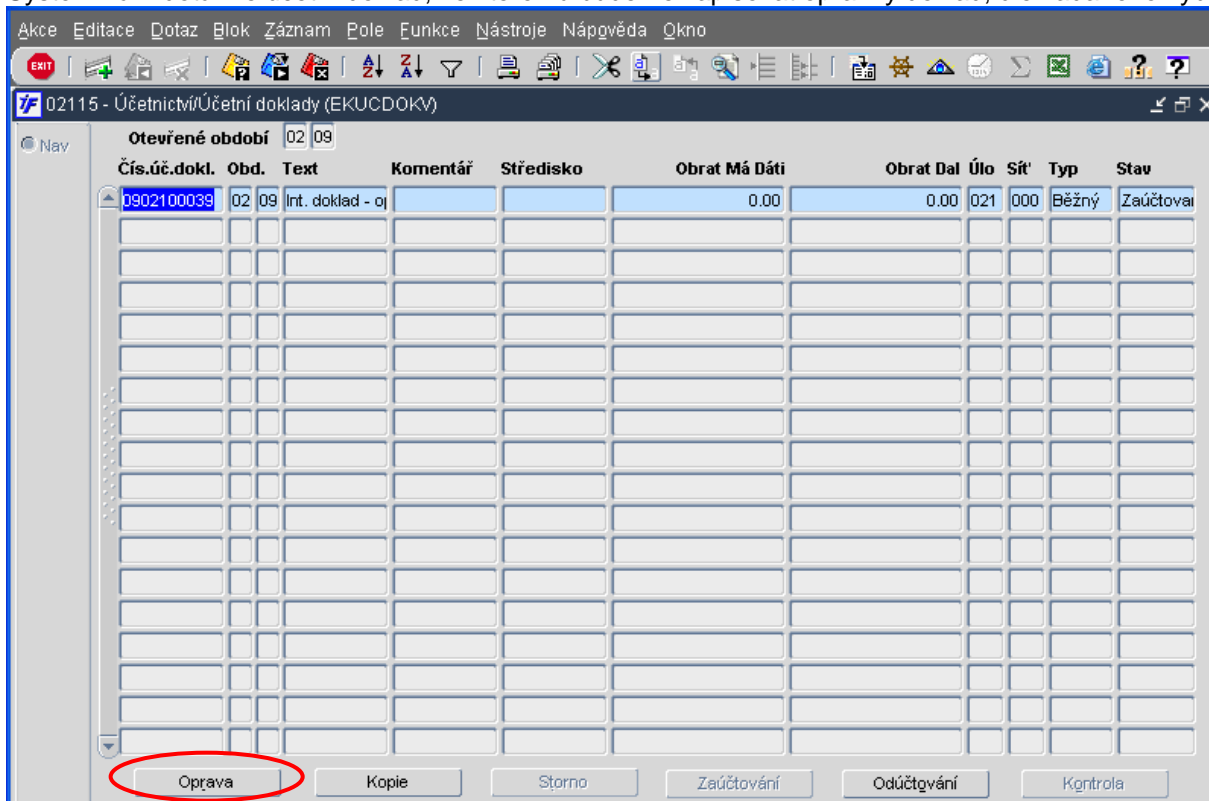 Akce Editace Dotaz Blok Záznam Pole Funkce Nástroje Nápověda Okno
EXIT
02115 - Účetnictví/Účetní doklady (EKUCDOKV)
Nav
Otevřené období 02 09
Čís.úč.dokl. Obd. Text Komentář Středisko Obrat Má Dáti Obrat Dal Úlo Síť Typ Stav
0902100039 02 09 Int. doklad - o 0.00 0.00 021 000 Běžný Zaúčtova
Oprava Kopie Storno Zaúčtování Odúčtování Kontrola